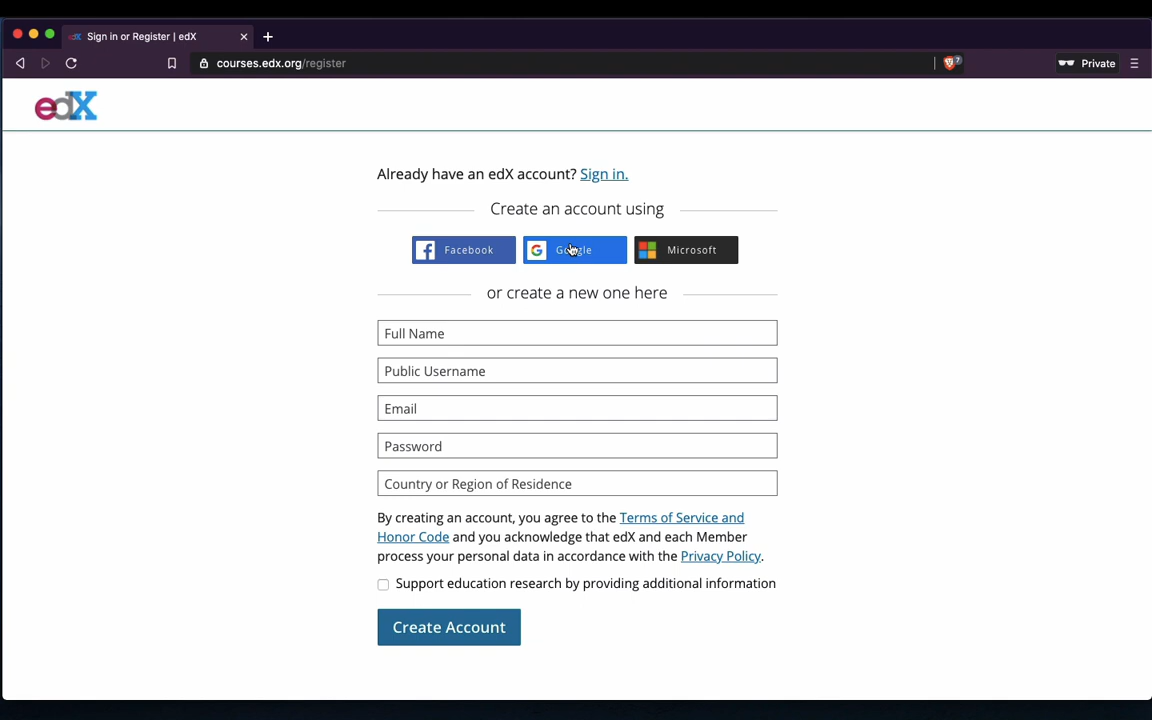 Sign in or Register | edX
courses.edx.org/register
7
Private
edX
Already have an edX account? Sign in.
Create an account using
Facebook
Google
Microsoft
or create a new one here
Full Name
Public Username
Email
Password
Country or Region of Residence
By creating an account, you agree to the Terms of Service and
Honor Code and you acknowledge that edX and each Member
process your personal data in accordance with the Privacy Policy.
Support education research by providing additional information
Create Account